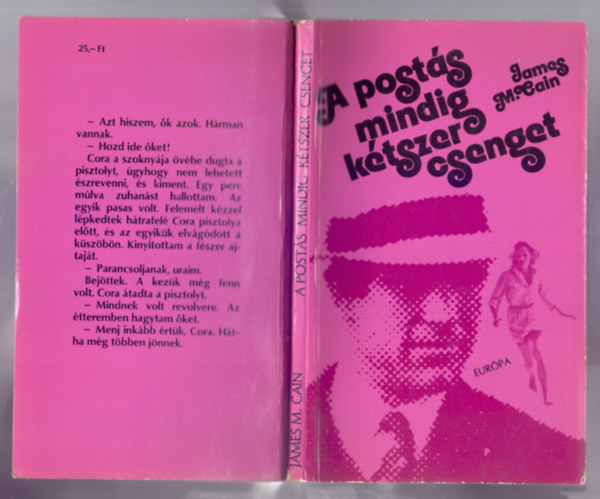 25,– Ft
– Azt hiszem, ők azok. Hárman
vannak.
– Hozd ide őket!
Cora a szoknyája övébe dugta a
pisztolyt, úgyhogy nem lehetett
észrevenni, és kiment. Egy perc
múlva zuhanást hallottam. Az
egyik pasas volt. Felemelt kézzel
lépkedtek hátrafelé Cora pisztolya
előtt, és az egyikük elvágódott a
küszöbön. Kinyitottam a fészer aj-
taját.
– Parancsoljanak, uraim.
Bejöttek. A kezük még fenn
volt. Cora átadta a pisztolyt.
– Mindnek volt revolvere. Az
étteremben hagytam őket.
– Menj inkább értük, Cora. Hát-
ha még többen jönnek.
JAMES M. CAIN A POSTÁS MINDIG KÉTSZER CSENGET
A postás
mindig
kétszer
csenget
James
M. Cain
EURÓPA